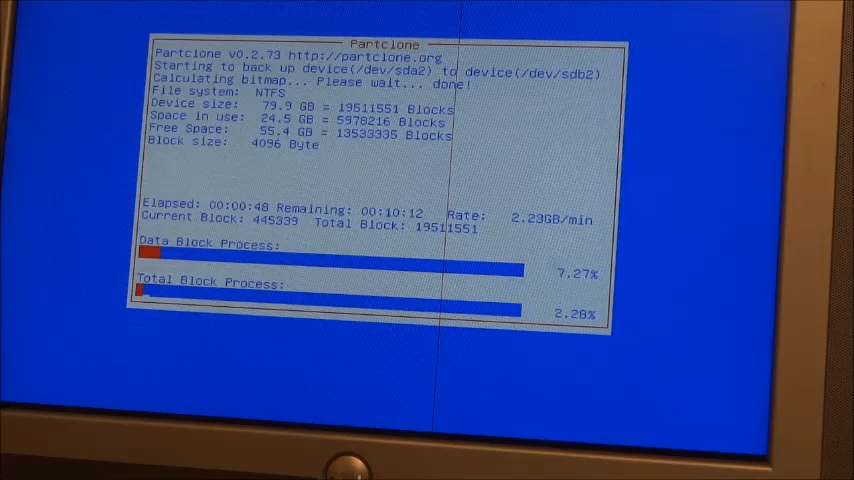 Partclone
Partclone v0.2.73 http://partclone.org
Starting to back up device(/dev/sda2) to device(/dev/sdb2)
Calculating bitmap... Please wait... done!
File system: NTFS
Device size: 79.9 GB = 19511551 Blocks
Space in use: 24.5 GB = 5978216 Blocks
Free Space: 55.4 GB = 13533335 Blocks
Block size: 4096 Byte
Elapsed: 00:00:48 Remaining: 00:10:12 Rate: 2.23GB/min
Current Block: 445339 Total Block: 19511551
Data Block Process:
7.27%
Total Block Process:
2.28%